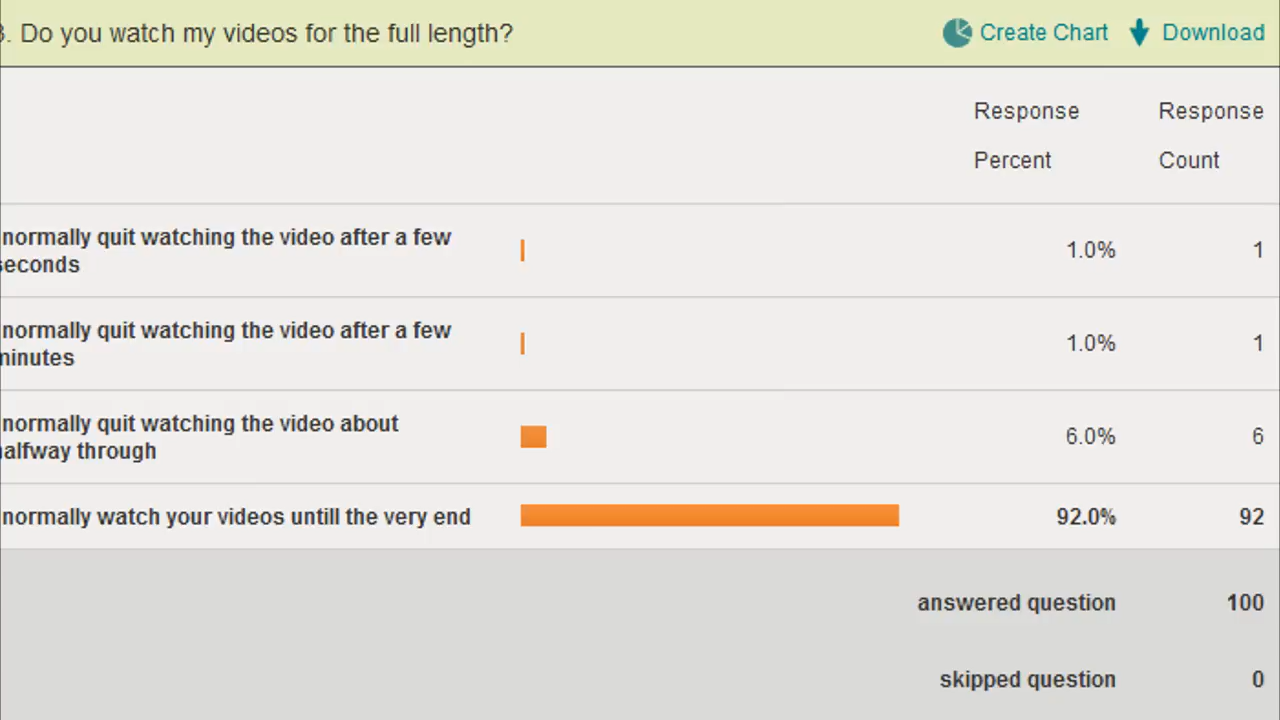 3. Do you watch my videos for the full length? Create Chart Download
Response Response
Percent Count
normally quit watching the video after a few
seconds
1.0% 1
normally quit watching the video after a few
minutes
1.0% 1
normally quit watching the video about
halfway through
6.0% 6
normally watch your videos untill the very end 92.0% 92
answered question 100
skipped question 0